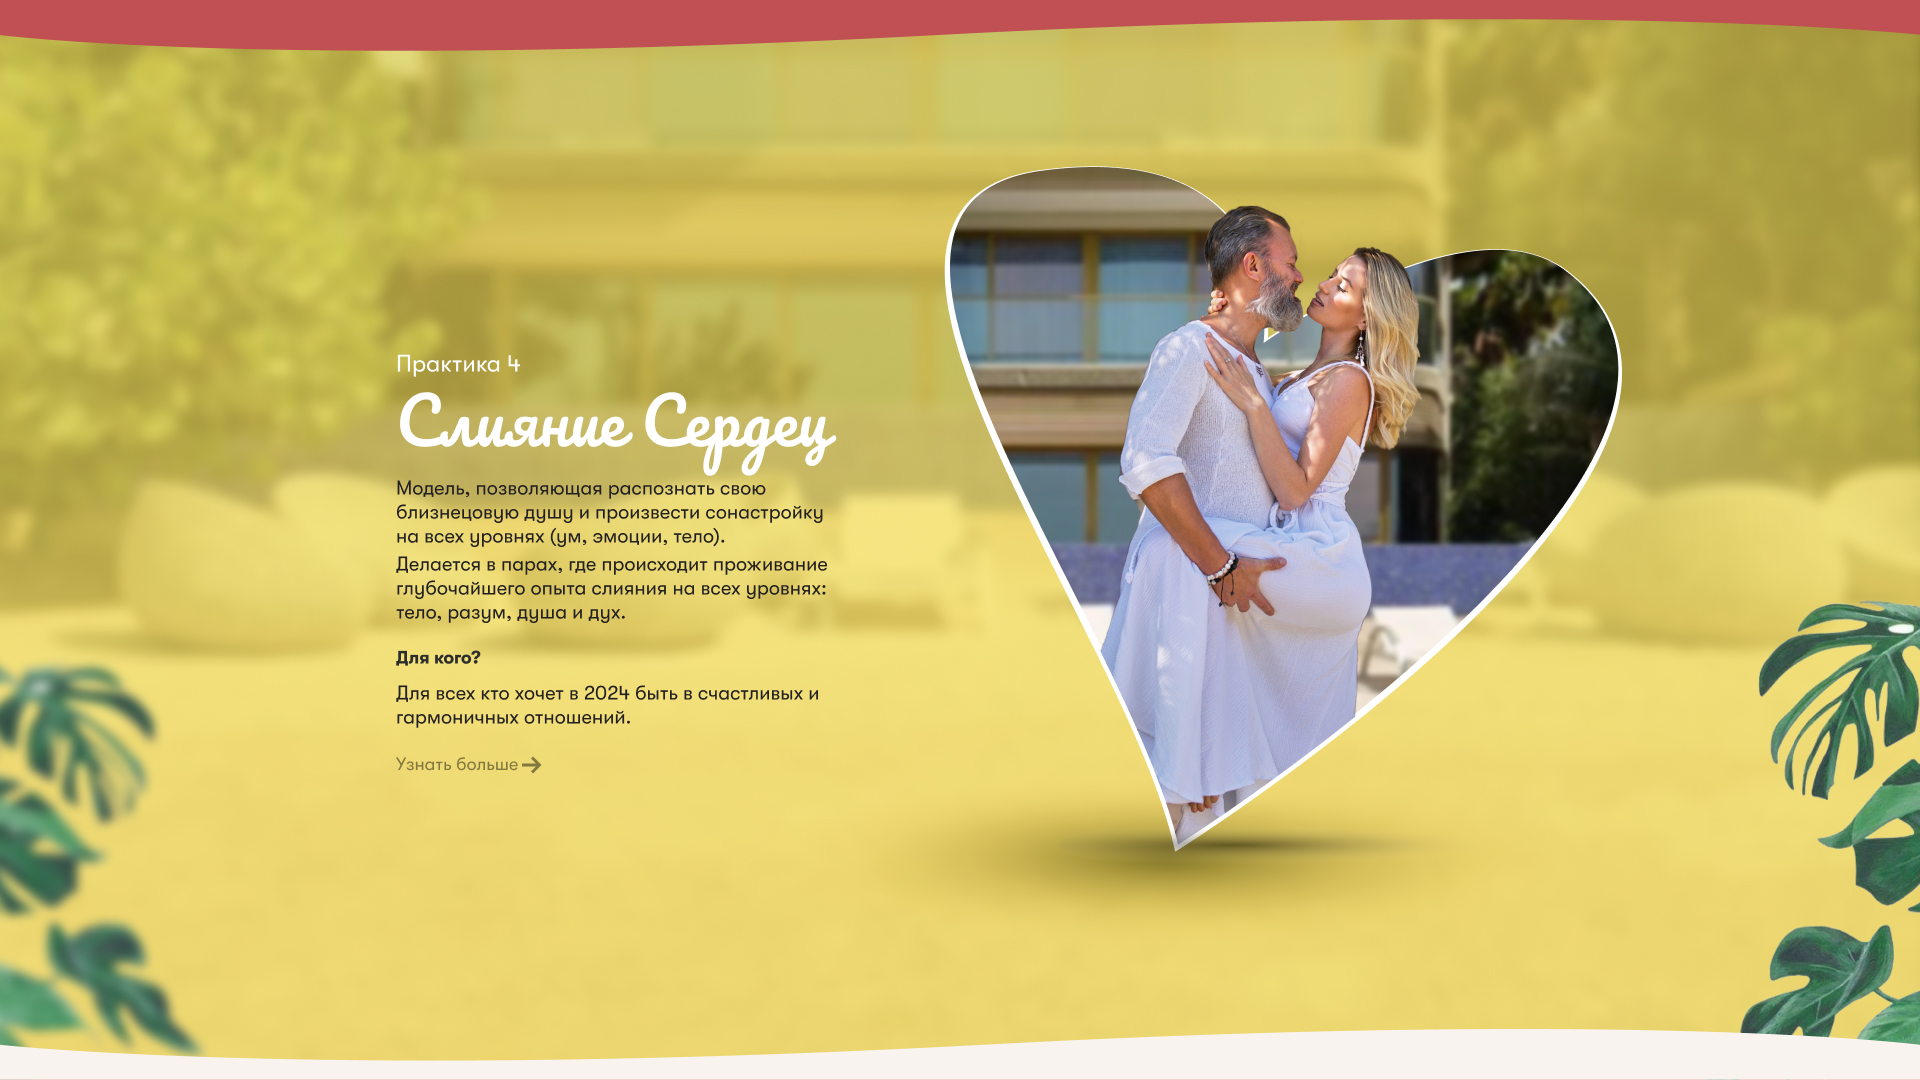 Практика 4
Слияние Сердец
Модель, позволяющая распознать свою
близнецовую душу и произвести сонастройку
на всех уровнях (ум, эмоции, тело).
Делается в парах, где происходит проживание
глубочайшего опыта слияния на всех уровнях:
тело, разум, душа и дух.
Для кого?
Для всех кто хочет в 2024 быть в счастливых и
гармоничных отношений.
Узнать больше